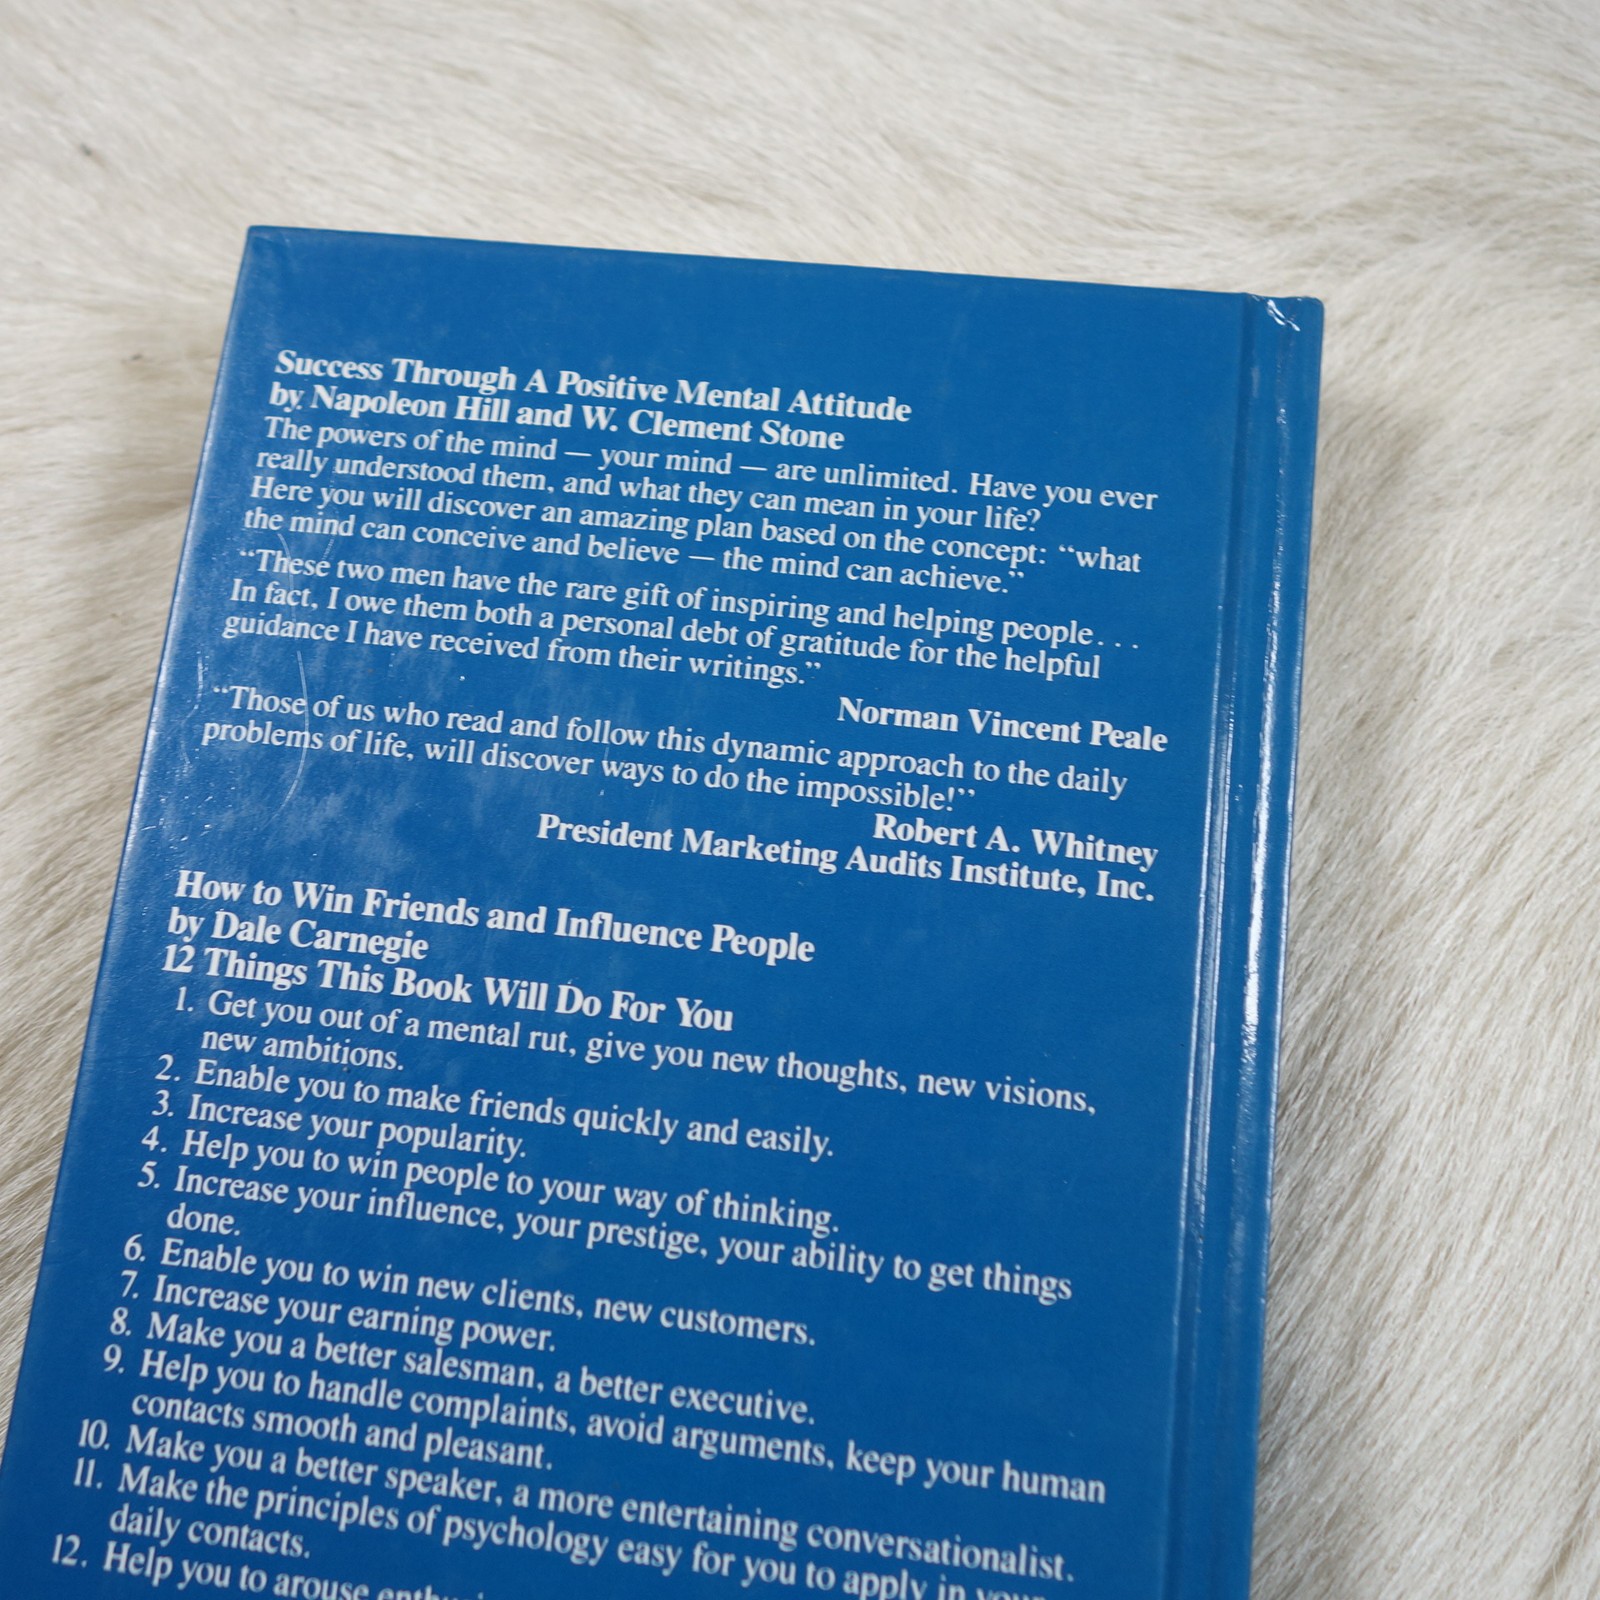 Success Through A Positive Mental Attitude
by Napoleon Hill and W. Clement Stone
The powers of the mind — your mind — are unlimited. Have you ever
really understood them, and what they can mean in your life?
Here you will discover an amazing plan based on the concept: “what
the mind can conceive and believe — the mind can achieve.”
“These two men have the rare gift of inspiring and helping people. . .
In fact, I owe them both a personal debt of gratitude for the helpful
guidance I have received from their writings.”
Norman Vincent Peale
“Those of us who read and follow this dynamic approach to the daily
problems of life, will discover ways to do the impossible!”
Robert A. Whitney
President Marketing Audits Institute, Inc.
How to Win Friends and Influence People
by Dale Carnegie
12 Things This Book Will Do For You
1. Get you out of a mental rut, give you new thoughts, new visions,
new ambitions.
2. Enable you to make friends quickly and easily.
3. Increase your popularity.
4. Help you to win people to your way of thinking.
5. Increase your influence, your prestige, your ability to get things
done.
6. Enable you to win new clients, new customers.
7. Increase your earning power.
8. Make you a better salesman, a better executive.
9. Help you to handle complaints, avoid arguments, keep your human
contacts smooth and pleasant.
10. Make you a better speaker, a more entertaining conversationalist.
11. Make the principles of psychology easy for you to apply in your
daily contacts.
12. Help you to arouse